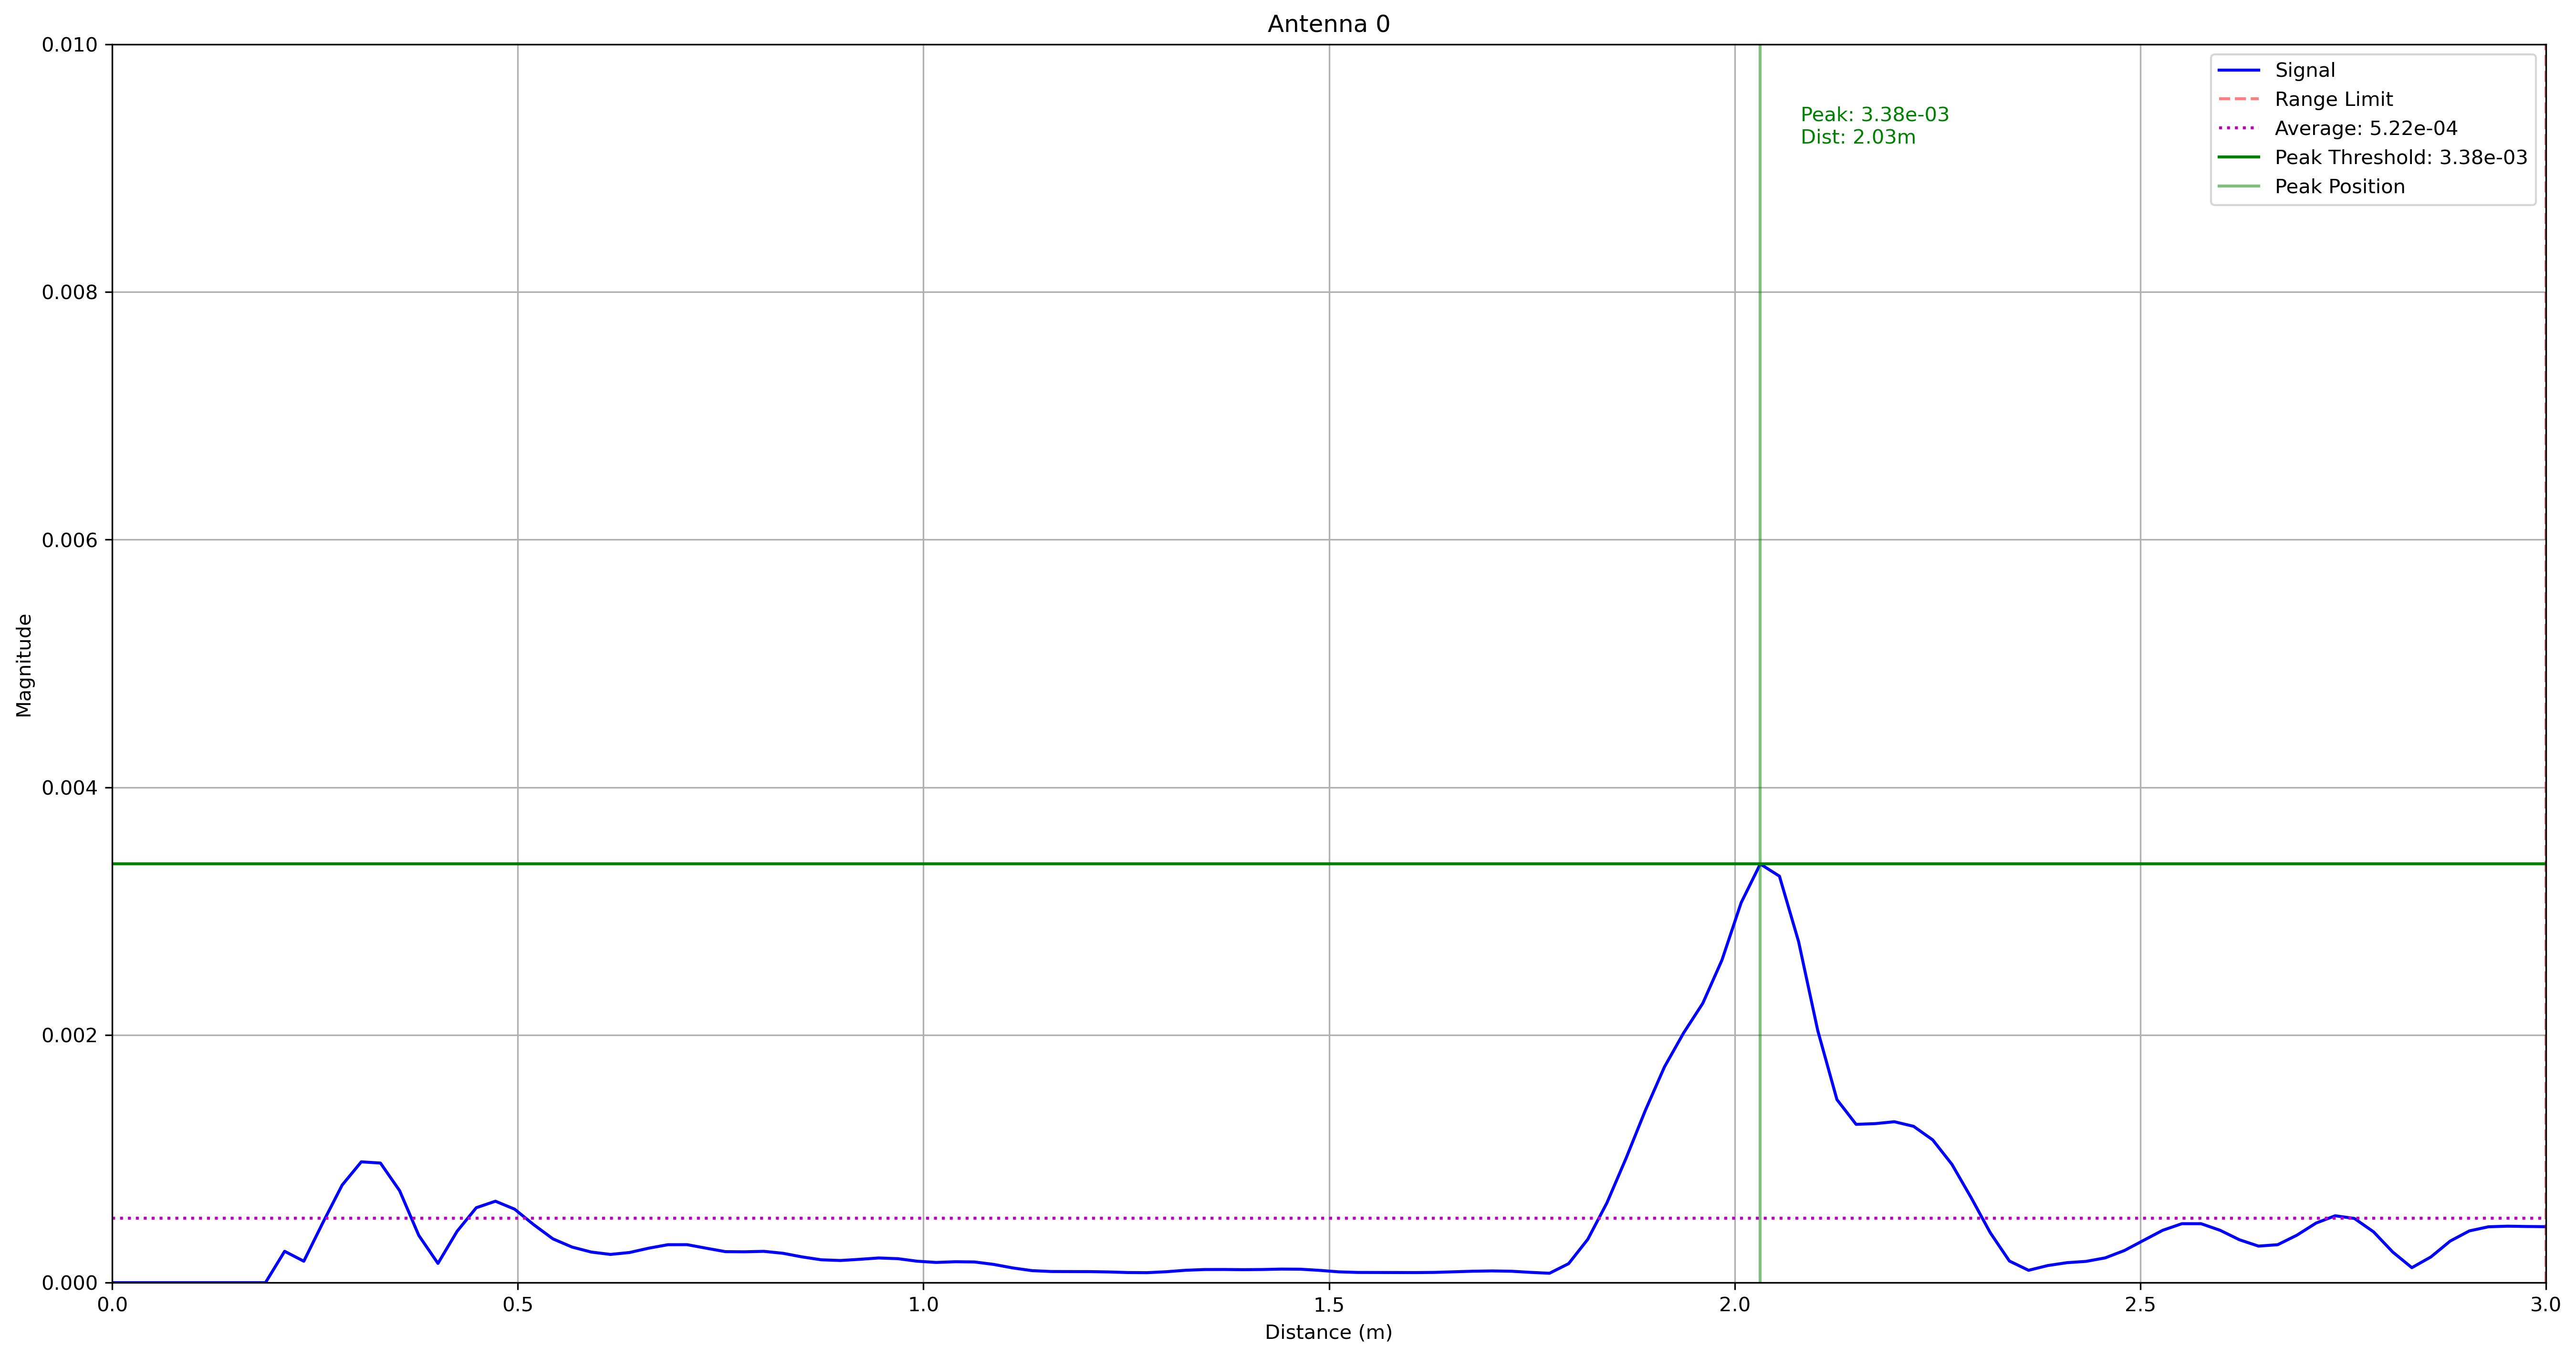 Antenna 0
0.010
0.008
0.006
0.004
0.002
0.000
Magnitude
Peak: 3.38e-03
Dist: 2.03m
Signal
Range Limit
Average: 5.22e-04
Peak Threshold: 3.38e-03
Peak Position
0.0 0.5 1.0 1.5 2.0 2.5 3.0
Distance (m)